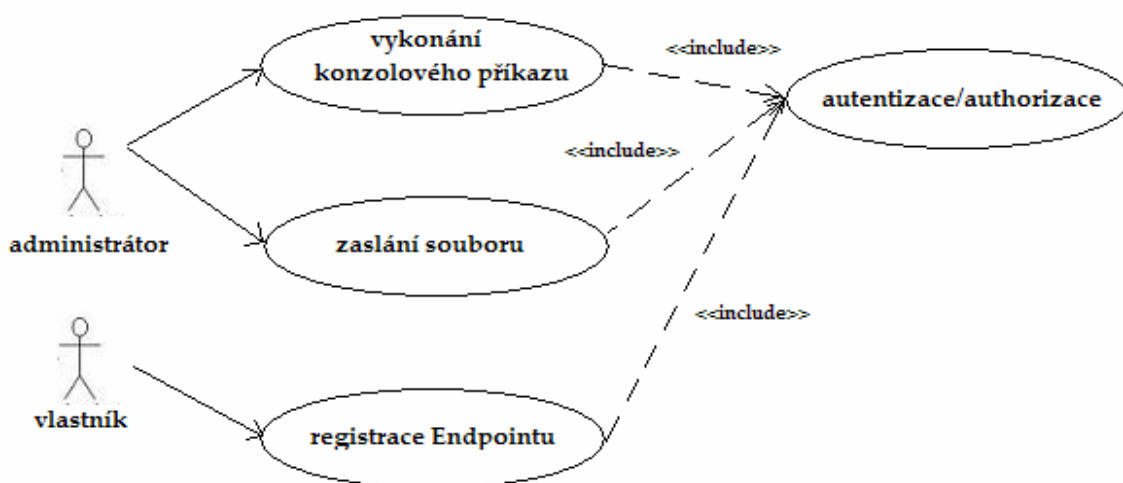 vykonání
konzolového příkazu
<<include>>
autentizace/authorizace
<<include>>
administrátor
zaslání souboru
<<include>>
vlastník
registrace Endpointu